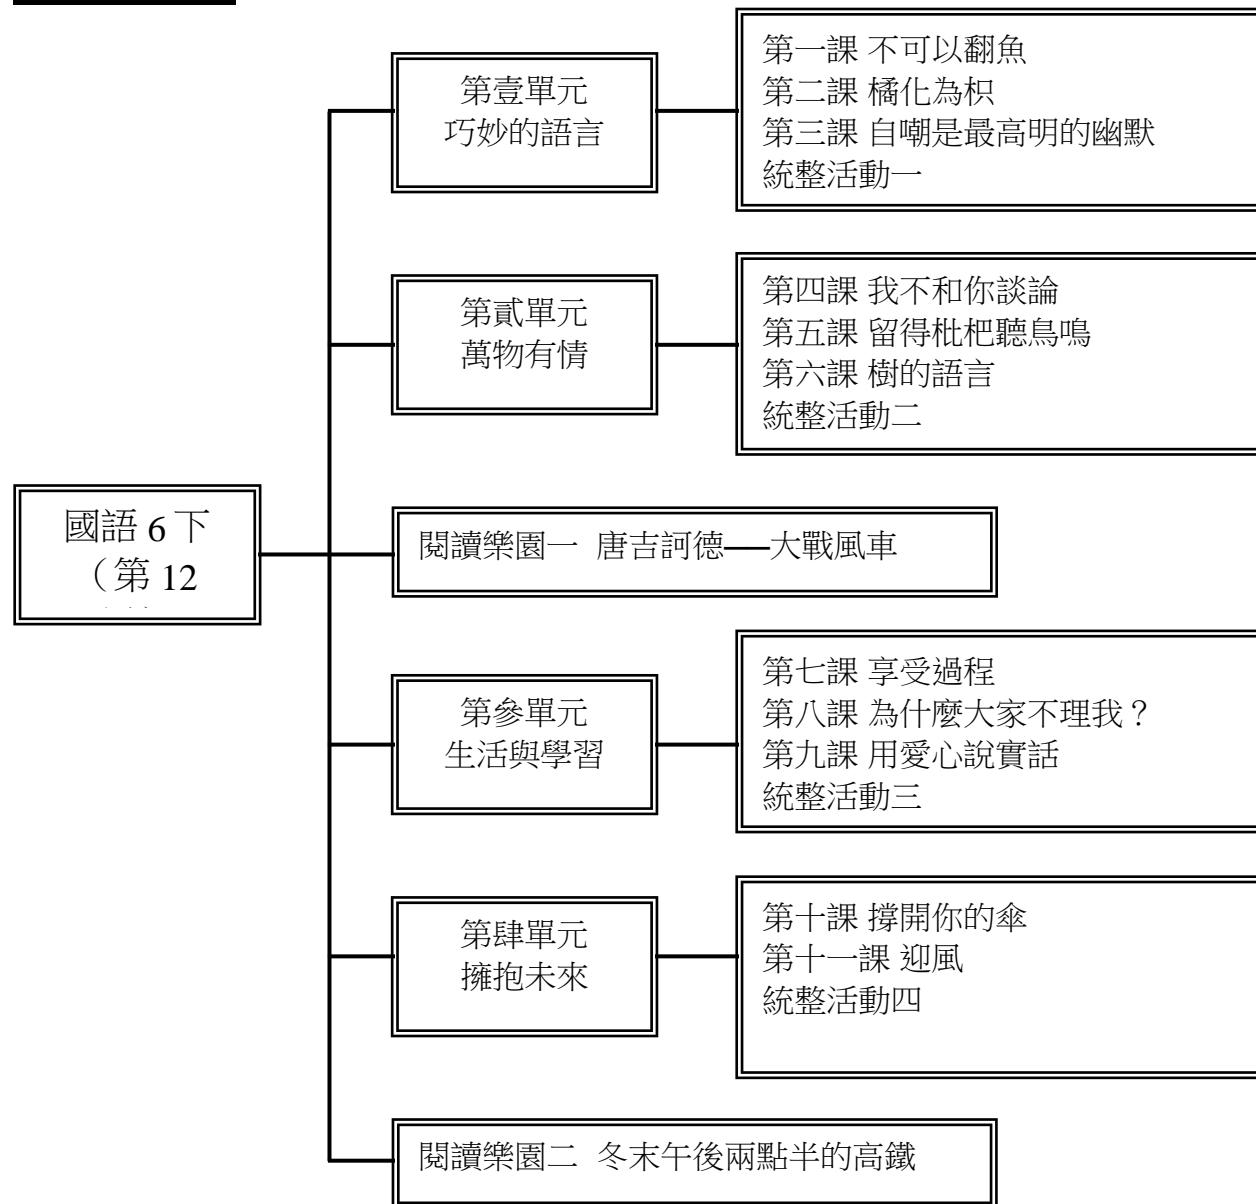 第壹單元
巧妙的語言
第一課 不可以翻魚
第二課 橘化為枳
第三課 自嘲是最高明的幽默
統整活動一
第貳單元
萬物有情
第四課 我不和你談論
第五課 留得枇杷聽鳥鳴
第六課 樹的語言
統整活動二
國語 6 下
（第 12
閱讀樂園一 唐吉訶德──大戰風車
第參單元
生活與學習
第七課 享受過程
第八課 為什麼大家不理我？
第九課 用愛心說實話
統整活動三
第肆單元
擁抱未來
第十課 撐開你的傘
第十一課 迎風
統整活動四
閱讀樂園二 冬末午後兩點半的高鐵